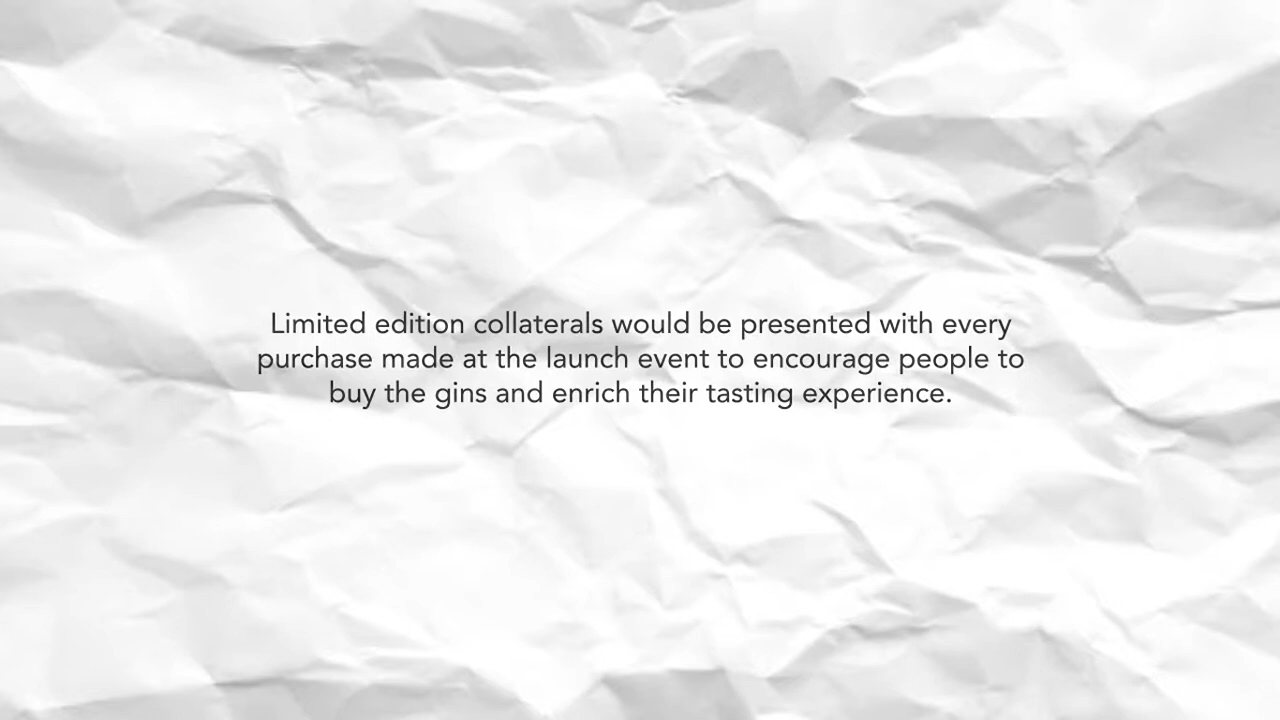 Limited edition collaterals would be presented with every
purchase made at the launch event to encourage people to
buy the gins and enrich their tasting experience.